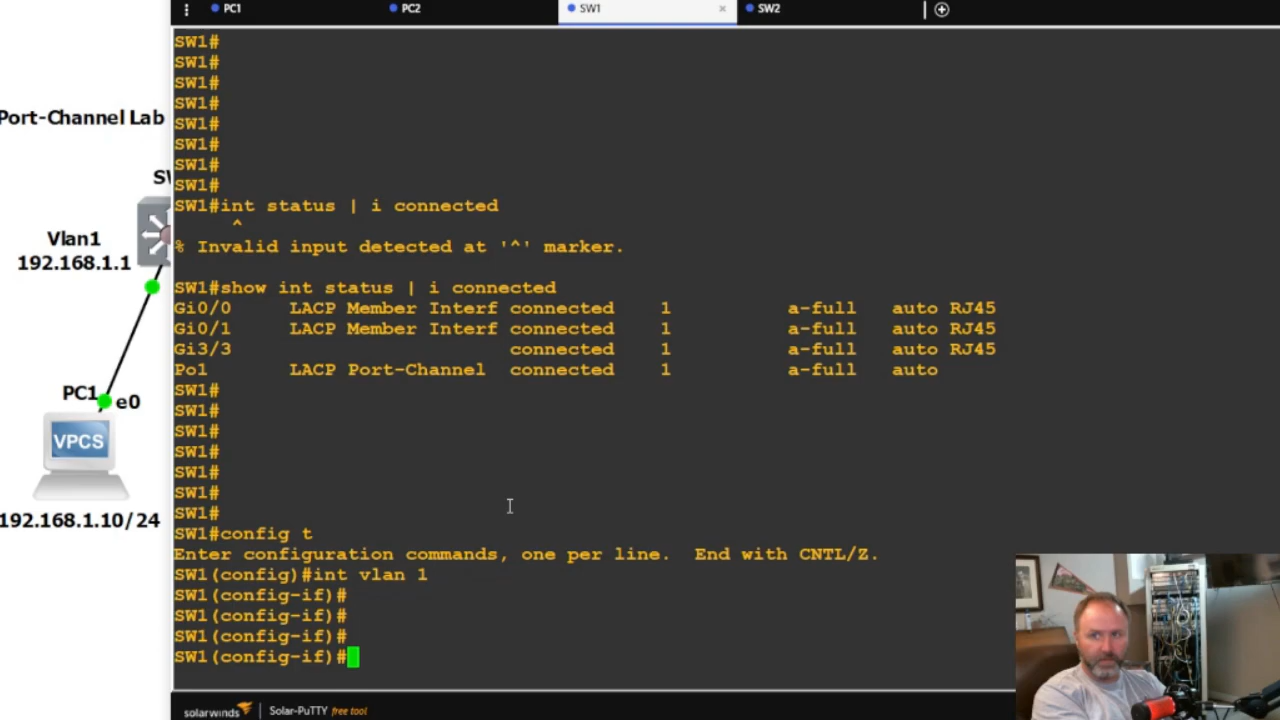 PC1
PC2
SW1
SW2
SW1#
SW1#
SW1#
SW1#
SW1#
SW1#
SW1#
SW1#
SW1#int status | i connected
^
% Invalid input detected at '^' marker.
SW1#show int status | i connected
Gi0/0 LACP Member Interf connected 1 a-full auto RJ45
Gi0/1 LACP Member Interf connected 1 a-full auto RJ45
Gi3/3 connected 1 a-full auto RJ45
Po1 LACP Port-Channel connected 1 a-full auto
SW1#
SW1#
SW1#
SW1#
SW1#
SW1#
SW1#
SW1#config t
Enter configuration commands, one per line. End with CNTL/Z.
SW1(config)#int vlan 1
SW1(config-if)#
SW1(config-if)#
SW1(config-if)#
SW1(config-if)#
Port-Channel Lab
Vlan1
192.168.1.1
PC1
e0
VPCS
192.168.1.10/24
solarwinds
Solar-PuTTY free tool